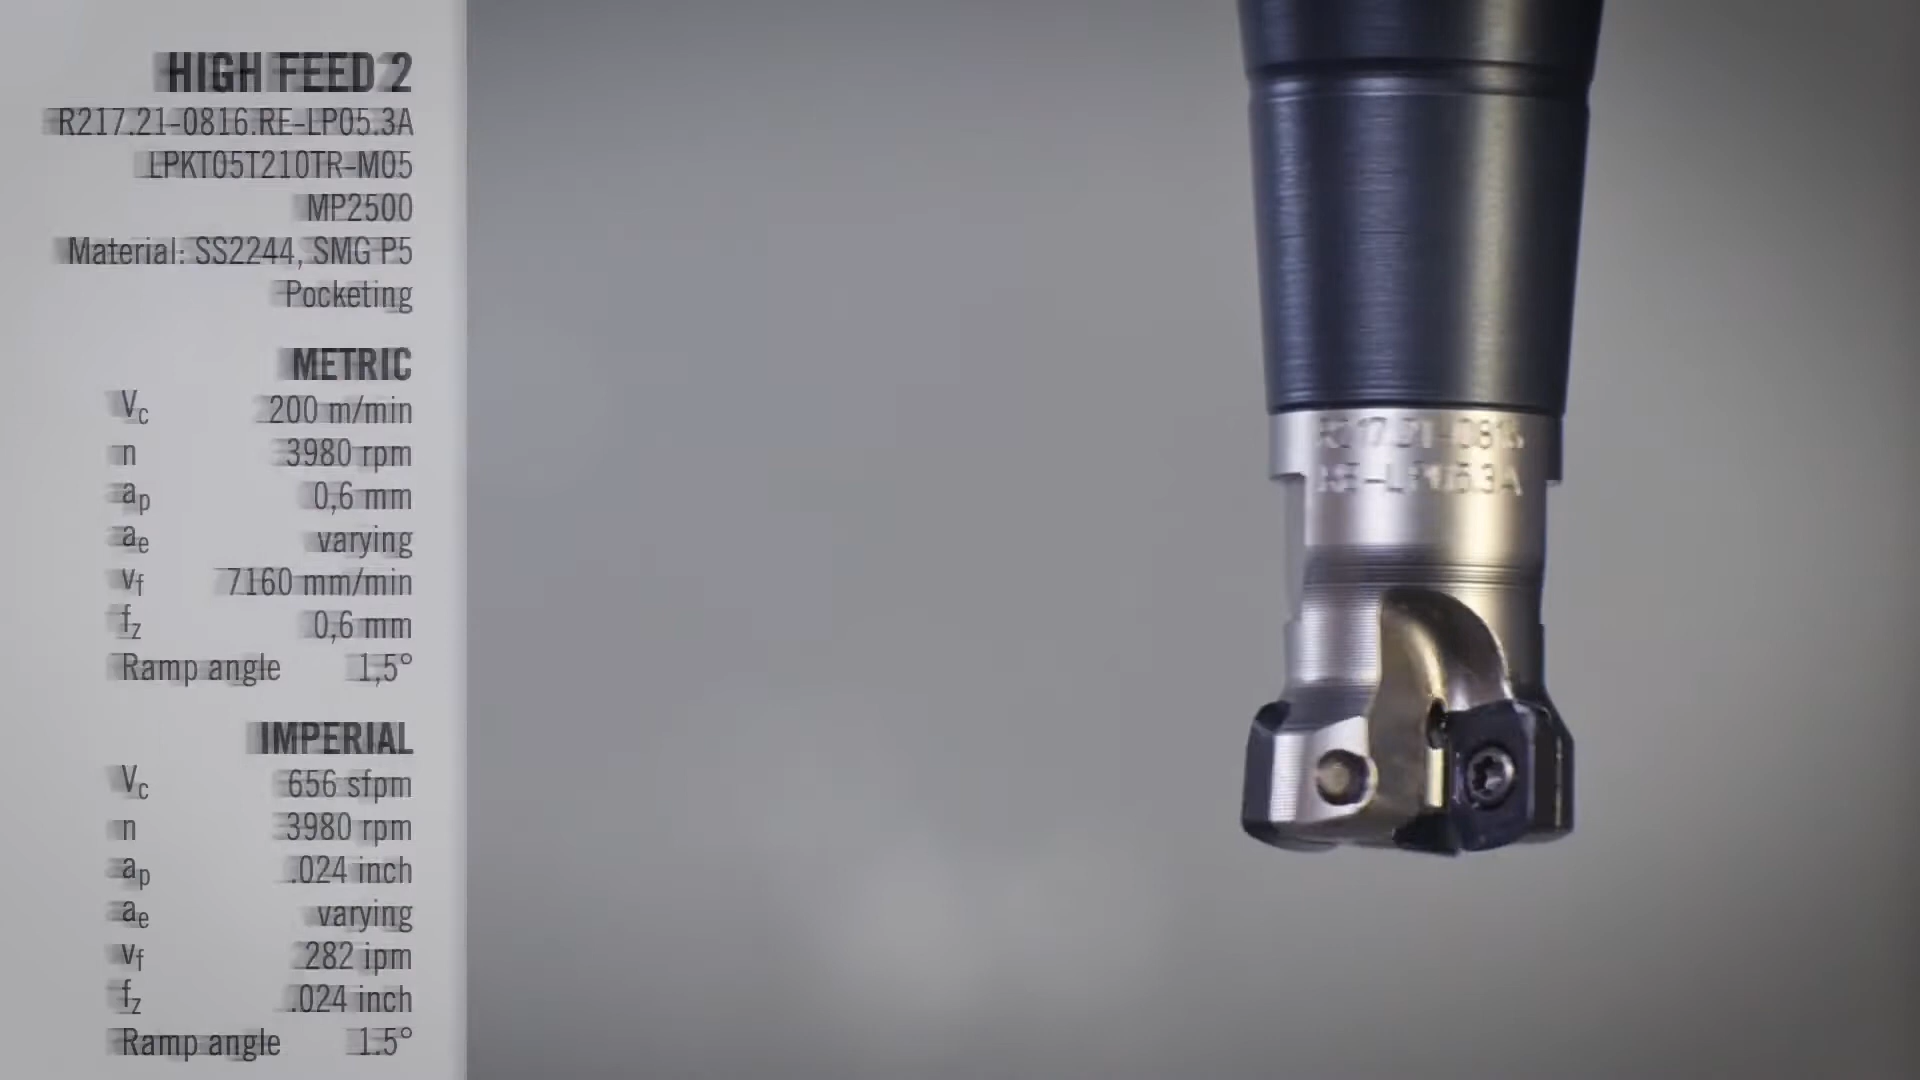 HIGH FEED 2
R217.21-0816.RE-LP05.3A
LPKT05T210TR-M05
MP2500
Material: SS2244, SMG P5
Pocketing
METRIC
Vc 200 m/min
n 3980 rpm
ap 0,6 mm
ae varying
vf 7160 mm/min
fz 0,6 mm
Ramp angle 1,5°
IMPERIAL
Vc 656 sfpm
n 3980 rpm
ap .024 inch
ae varying
vf 282 ipm
fz .024 inch
Ramp angle 1.5°